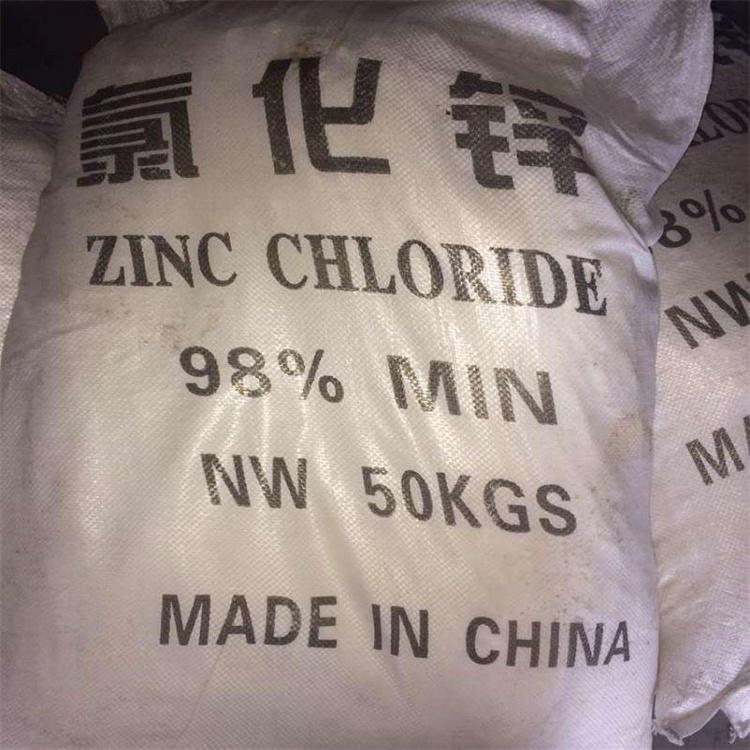 氯化锌
ZINC CHLORIDE
98% MIN
NW 50KGS
MADE IN CHINA